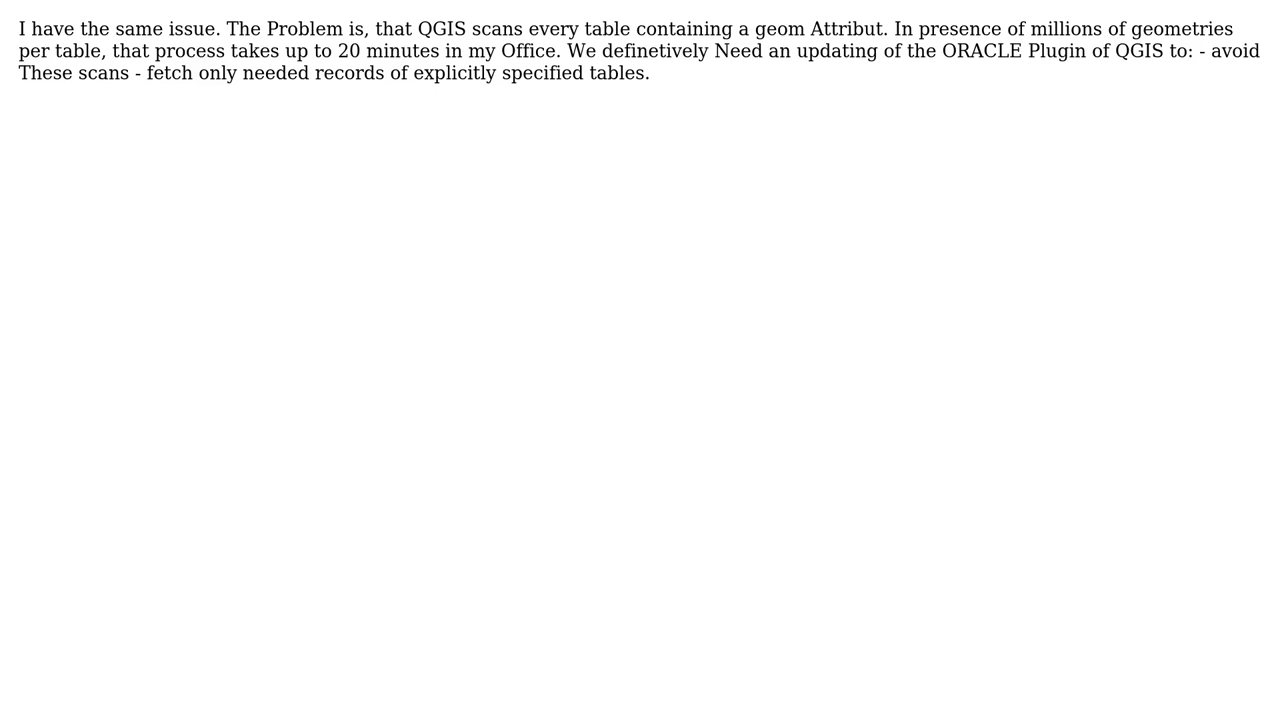 I have the same issue. The Problem is, that QGIS scans every table containing a geom Attribut. In presence of millions of geometries
per table, that process takes up to 20 minutes in my Office. We definetively Need an updating of the ORACLE Plugin of QGIS to: - avoid
These scans - fetch only needed records of explicitly specified tables.